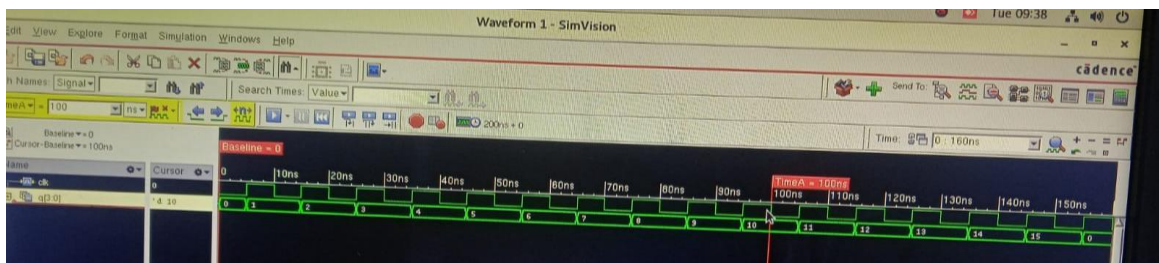 Tue 09:38
Waveform 1 - SimVision
Edit View Explore Format Simulation Windows Help
cādence
h Names: Signal
Search Times: Value
Send To:
meA = 100 ns
200ns + 0
Time: 0 : 160ns
Baseline = 0
Cursor-Baseline = 100ns
Baseline = 0
TimeA = 100ns
Name Cursor
0 10ns 20ns 30ns 40ns 50ns 60ns 70ns 80ns 90ns 100ns 110ns 120ns 130ns 140ns 150ns
clk 0
q[3:0] 'd 10 0 1 2 3 4 5 6 7 8 9 10 11 12 13 14 15 0